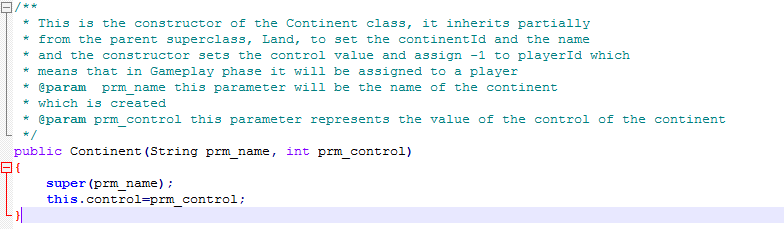 /**
 * This is the constructor of the Continent class, it inherits partially
 * from the parent superclass, Land, to set the continentId and the name
 * and the constructor sets the control value and assign -1 to playerId which
 * means that in Gameplay phase it will be assigned to a player
 * @param  prm_name this parameter will be the name of the continent
 * which is created
 * @param prm_control this parameter represents the value of the control of the continent
 */
public Continent(String prm_name, int prm_control)
{
    super(prm_name);
    this.control=prm_control;
}